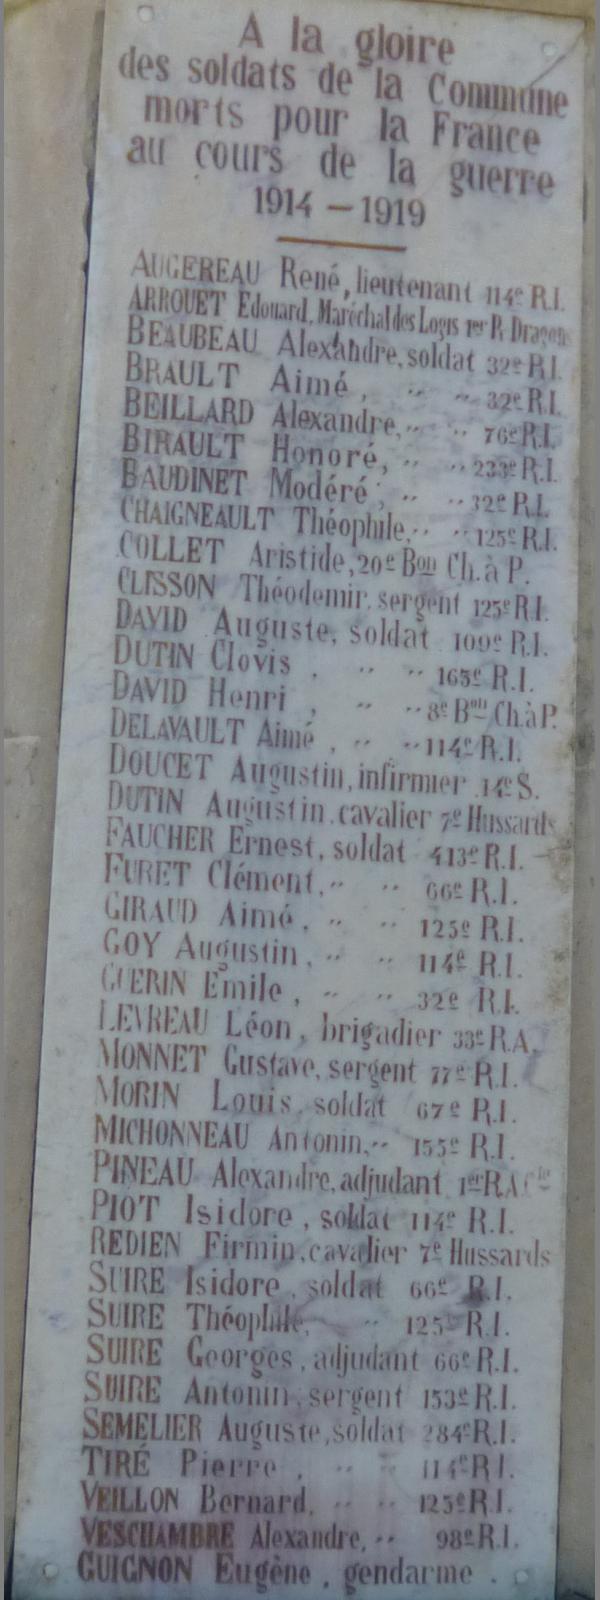 A la gloire
des soldats de la Commune
morts pour la France
au cours de la guerre
1914 – 1919
AUGEREAU René, lieutenant 114e R.I.
ARROUET Edouard, Maréchal des Logis 1er R. Dragons
BEAUBEAU Alexandre, soldat 32e R.I.
BRAULT Aimé, " " 32e R.I.
BEILLARD Alexandre, " " 76e R.I.
BIRAULT Honoré, " " 233e R.I.
BAUDINET Modéré, " " 32e R.I.
CHAIGNEAULT Théophile, " " 125e R.I.
COLLET Aristide, 20e Bon Ch. à P.
CLISSON Théodemir, sergent 125e R.I.
DAVID Auguste, soldat 109e R.I.
DUTIN Clovis, " " 165e R.I.
DAVID Henri, " " 8e Bon Ch. à P.
DELAVAULT Aimé, " " 114e R.I.
DOUCET Augustin, infirmier 14e S.
DUTIN Augustin, cavalier 7e Hussards
FAUCHER Ernest, soldat 413e R.I.
FURET Clément, " " 66e R.I.
GIRAUD Aimé, " " 125e R.I.
GOY Augustin, " " 114e R.I.
GUERIN Emile, " " 32e R.I.
LEVREAU Léon, brigadier 33e R.A.
MONNET Gustave, sergent 77e R.I.
MORIN Louis, soldat 67e R.I.
MICHONNEAU Antonin, " 155e R.I.
PINEAU Alexandre, adjudant 1er R.A.Cle
PIOT Isidore, soldat 114e R.I.
REDIEN Firmin, cavalier 7e Hussards
SUIRE Isidore, soldat 66e R.I.
SUIRE Théophile, " 125e R.I.
SUIRE Georges, adjudant 66e R.I.
SUIRE Antonin, sergent 153e R.I.
SEMELIER Auguste, soldat 284e R.I.
TIRÉ Pierre, " " 114e R.I.
VEILLON Bernard, " " 125e R.I.
VESCHAMBRE Alexandre, " 98e R.I.
GUIGNON Eugène, gendarme.